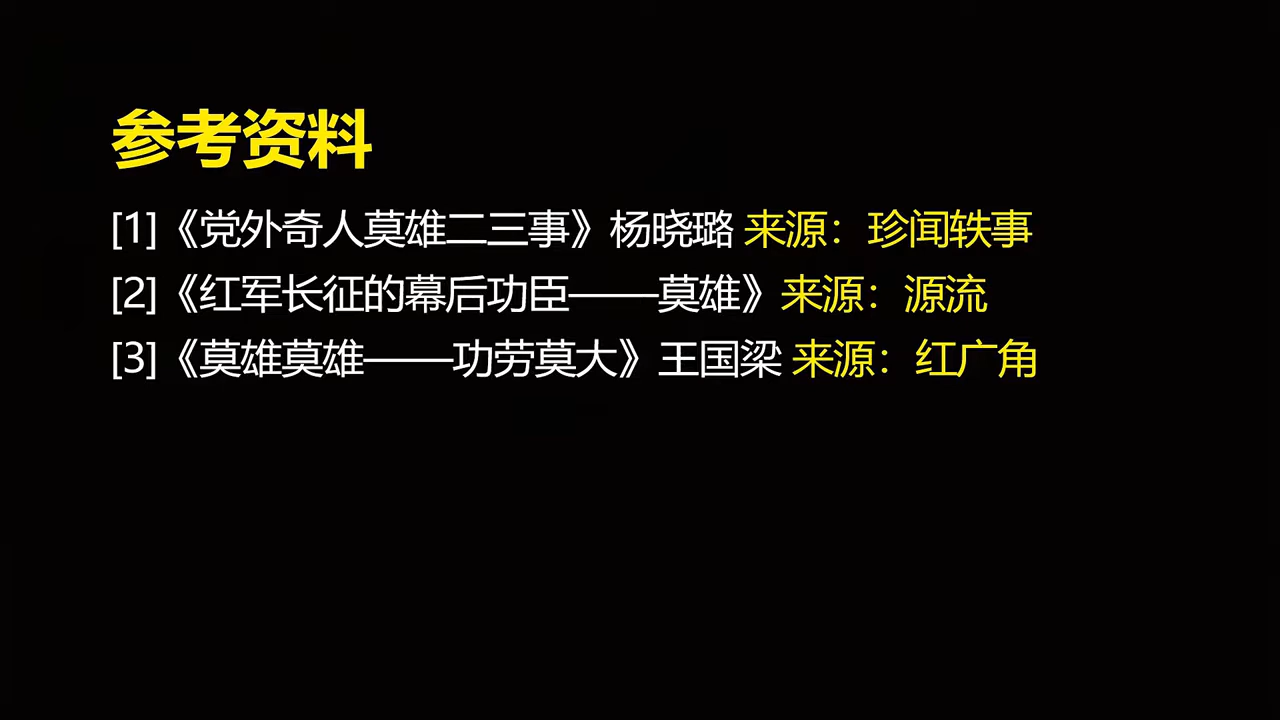 参考资料
[1]《党外奇人莫雄二三事》杨晓璐 来源：珍闻轶事
[2]《红军长征的幕后功臣——莫雄》来源：源流
[3]《莫雄莫雄——功劳莫大》王国梁 来源：红广角